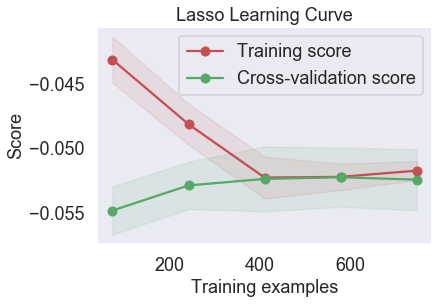 Lasso Learning Curve
Training score
Cross-validation score
Score
−0.045
−0.050
−0.055
200 400 600
Training examples